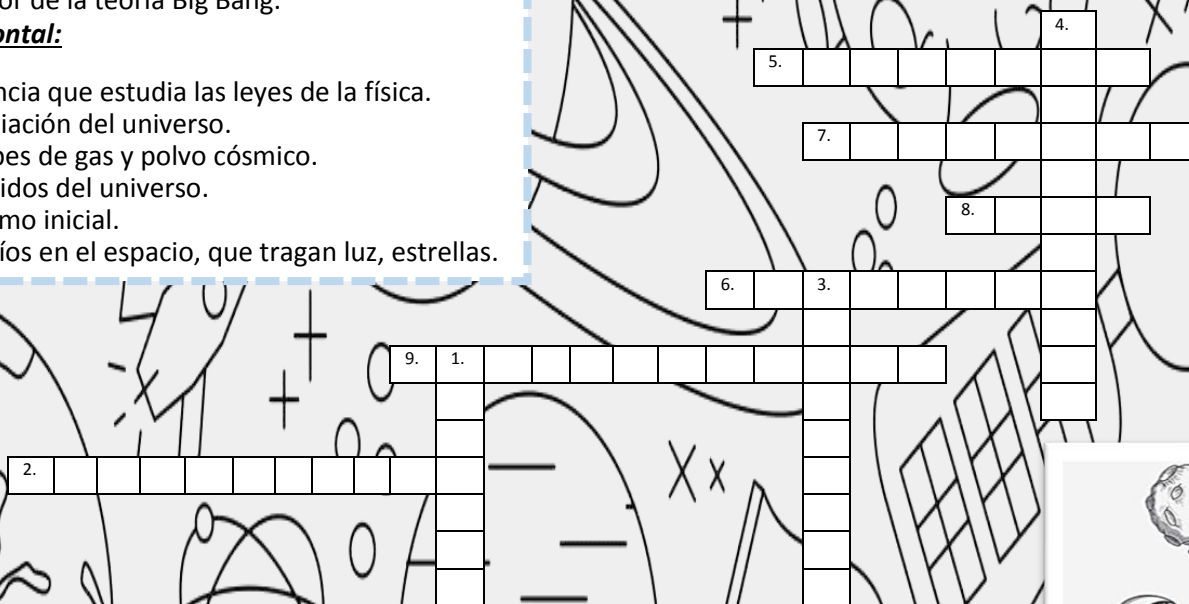 or de la teoría Big Bang.
ontal:
ncia que estudia las leyes de la física.
iación del universo.
bes de gas y polvo cósmico.
idos del universo.
mo inicial.
íos en el espacio, que tragan luz, estrellas.
4.
5.
7.
8.
6. 3.
9. 1.
2.